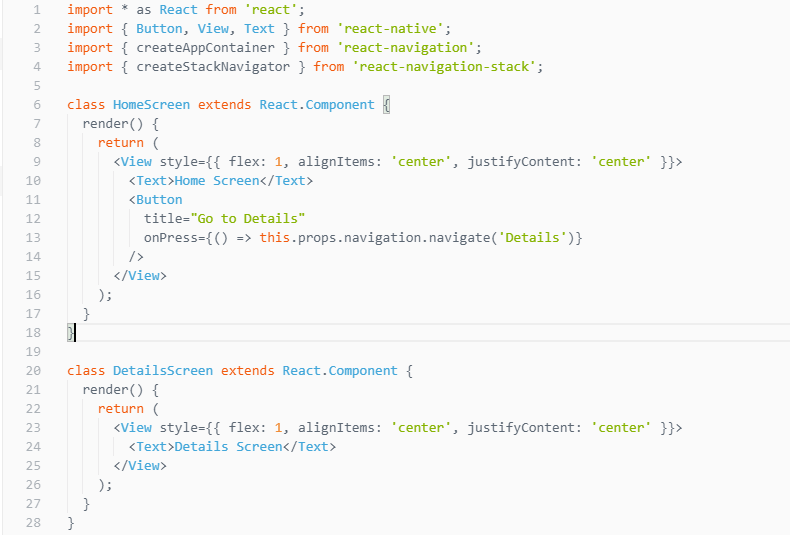 1 import * as React from 'react';
2 import { Button, View, Text } from 'react-native';
3 import { createAppContainer } from 'react-navigation';
4 import { createStackNavigator } from 'react-navigation-stack';
5
6 class HomeScreen extends React.Component {
7   render() {
8     return (
9       <View style={{ flex: 1, alignItems: 'center', justifyContent: 'center' }}>
10         <Text>Home Screen</Text>
11         <Button
12           title="Go to Details"
13           onPress={() => this.props.navigation.navigate('Details')}
14         />
15       </View>
16     );
17   }
18 }
19
20 class DetailsScreen extends React.Component {
21   render() {
22     return (
23       <View style={{ flex: 1, alignItems: 'center', justifyContent: 'center' }}>
24         <Text>Details Screen</Text>
25       </View>
26     );
27   }
28 }